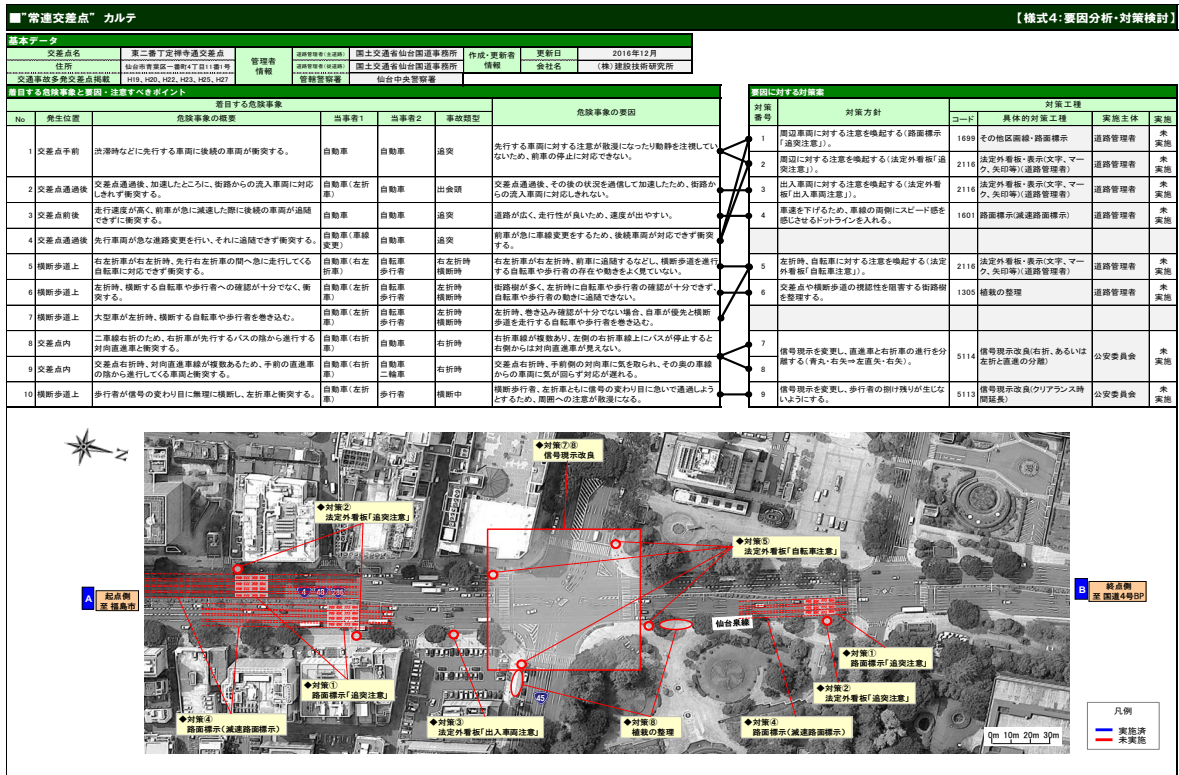 ■"常連交差点" カルテ
【様式4:要因分析・対策検討】
基本データ
交差点名
東二番丁定禅寺通交差点
管理者
情報
道路管理者(主道路)
国土交通省仙台国道事務所
作成・更新者
情報
更新日
2016年12月
住所
仙台市青葉区一番町4丁目11番1号
道路管理者(従道路)
国土交通省仙台国道事務所
会社名
(株)建設技術研究所
交通事故多発交差点掲載
H19、H20、H22、H23、H25、H27
管轄警察署
仙台中央警察署
着目する危険事象と要因・注意すべきポイント
着目する危険事象
危険事象の要因
No
発生位置
危険事象の概要
当事者1
当事者2
事故類型
1
交差点手前
渋滞時などに先行する車両に後続の車両が衝突する。
自動車
自動車
追突
先行する車両に対する注意が散漫になったり動静を注視してい
ないため、前車の停止に対応できない。
2
交差点通過後
交差点通過後、加速したところに、街路からの流入車両に対応
しきれず衝突する。
自動車(左折
車)
自動車
出会頭
交差点通過後、その後の状況を過信して加速したため、街路か
らの流入車両に対応しきれない。
3
交差点前後
走行速度が高く、前車が急に減速した際に後続の車両が追随
できずに衝突する。
自動車
自動車
追突
道路が広く、走行性が良いため、速度が出やすい。
4
交差点通過後
先行車両が急な進路変更を行い、それに追随できず衝突する。
自動車(車線
変更)
自動車
追突
前車が急に車線変更をするため、後続車両が対応できず衝突
する。
5
横断歩道上
右左折車が右左折時、先行右左折車の間へ急に走行してくる
自転車に対応できず衝突する。
自動車(右左
折車)
自転車
歩行者
右左折時
横断時
右左折車が右左折時、前車に追随するなどし、横断歩道を進行
する自転車や歩行者の存在や動きをよく見ていない。
6
横断歩道上
左折時、横断する自転車や歩行者への確認が十分でなく、衝
突する。
自動車(左折
車)
自転車
歩行者
左折時
横断時
街路樹が多く、左折時に自転車や歩行者の確認が十分できず、
自転車や歩行者の動きに追随できない。
7
横断歩道上
大型車が左折時、横断する自転車や歩行者を巻き込む。
自動車(左折
車)
自転車
歩行者
左折時
横断時
左折時、巻き込み確認が十分でない場合、自車が優先と横断
歩道を走行する自転車や歩行者を巻き込む。
8
交差点内
二車線右折のため、右折車が先行するバスの陰から進行する
対向直進車と衝突する。
自動車(右折
車)
自動車
右折時
右折車線が複数あり、左側の右折車線上にバスが停止すると
右側からは対向直進車が見えない。
9
交差点内
交差点右折時、対向直進車線が複数あるため、手前の直進車
の陰から進行してくる車両と衝突する。
自動車(右折
車)
自動車
二輪車
右折時
交差点右折時、手前側の対向車に気を取られ、その奥の車線
からの車両に気が回らず対応が遅れる。
10
横断歩道上
歩行者が信号の変わり目に無理に横断し、左折車と衝突する。
自動車(左折
車)
歩行者
横断中
横断歩行者、左折車ともに信号の変わり目に急いで通過しよう
とするため、周囲への注意が散漫になる。
要因に対する対策案
対策
番号
対策方針
対策工種
コード
具体的対策工種
実施主体
実施
1
周辺車両に対する注意を喚起する(路面標示
「追突注意」)。
1699
その他区画線・路面標示
道路管理者
未
実施
2
周辺に対する注意を喚起する(法定外看板「追
突注意」)。
2116
法定外看板・表示(文字、マー
ク、矢印等)(道路管理者)
道路管理者
未
実施
3
出入車両に対する注意を喚起する(法定外看
板「出入車両注意」)。
2116
法定外看板・表示(文字、マー
ク、矢印等)(道路管理者)
道路管理者
未
実施
4
車速を下げるため、車線の両側にスピード感を
感じさせるドットラインを入れる。
1601
路面標示(減速路面標示)
道路管理者
未
実施
5
左折時、自転車に対する注意を喚起する(法定
外看板「自転車注意」)。
2116
法定外看板・表示(文字、マー
ク、矢印等)(道路管理者)
道路管理者
未
実施
6
交差点や横断歩道の視認性を阻害する街路樹
を整理する。
1305
植栽の整理
道路管理者
未
実施
7
8
信号現示を変更し、直進車と右折車の進行を分
離する(青丸・右矢⇒左直矢・右矢)。
5114
信号現示改良(右折、あるいは
左折と直進の分離)
公安委員会
未
実施
9
信号現示を変更し、歩行者の捌け残りが生じな
いようにする。
5113
信号現示改良(クリアランス時
間延長)
公安委員会
未
実施
N
◆対策⑦⑧
信号現示改良
◆対策②
法定外看板「追突注意」
◆対策⑤
法定外看板「自転車注意」
A
起点側
至 福島市
4
48
286
B
終点側
至 国道4号BP
仙台泉線
◆対策①
路面標示「追突注意」
◆対策①
路面標示「追突注意」
◆対策②
法定外看板「追突注意」
45
◆対策④
路面標示(減速路面標示)
◆対策③
法定外看板「出入車両注意」
◆対策⑥
植栽の整理
◆対策④
路面標示(減速路面標示)
0m 10m 20m 30m
凡例
実施済
未実施